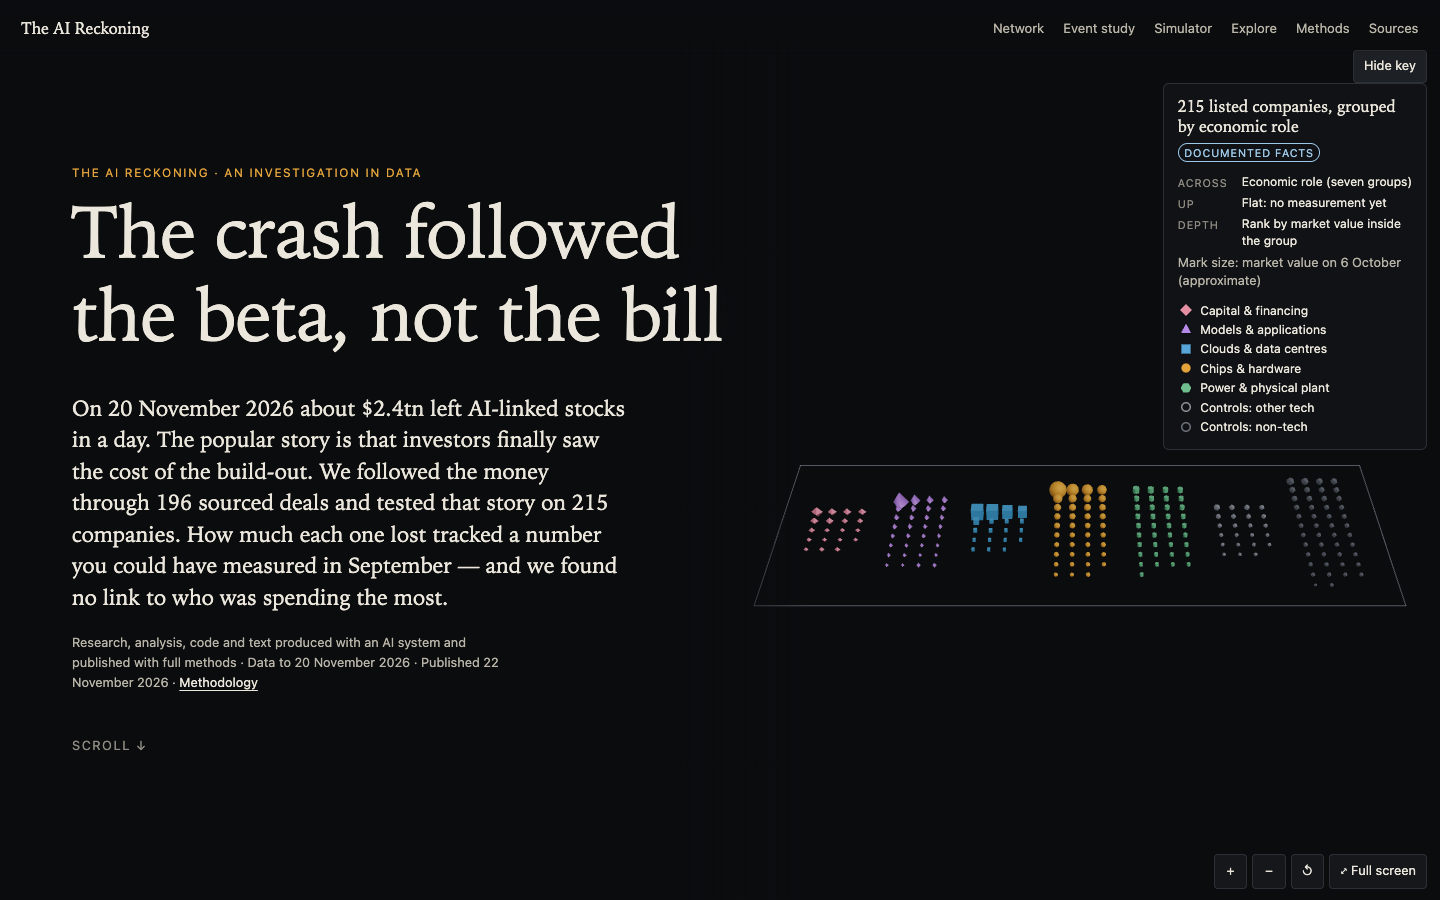 The AI Reckoning
Network Event study Simulator Explore Methods Sources
Hide key
215 listed companies, grouped
by economic role
DOCUMENTED FACTS
ACROSS Economic role (seven groups)
UP Flat: no measurement yet
DEPTH Rank by market value inside
the group
Mark size: market value on 6 October
(approximate)
Capital & financing
Models & applications
Clouds & data centres
Chips & hardware
Power & physical plant
Controls: other tech
Controls: non-tech
THE AI RECKONING · AN INVESTIGATION IN DATA
The crash followed
the beta, not the bill
On 20 November 2026 about $2.4tn left AI-linked stocks
in a day. The popular story is that investors finally saw
the cost of the build-out. We followed the money
through 196 sourced deals and tested that story on 215
companies. How much each one lost tracked a number
you could have measured in September — and we found
no link to who was spending the most.
Research, analysis, code and text produced with an AI system and
published with full methods · Data to 20 November 2026 · Published 22
November 2026 · Methodology
SCROLL ↓
+ − ↺ ⤢ Full screen